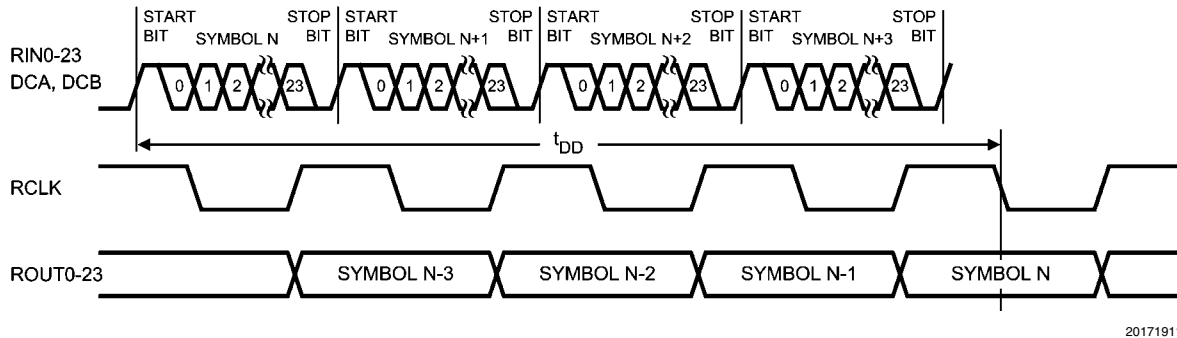 START STOP START STOP START STOP START STOP
BIT SYMBOL N BIT BIT SYMBOL N+1 BIT BIT SYMBOL N+2 BIT BIT SYMBOL N+3 BIT
RIN0-23
DCA, DCB
0 1 2 23 0 1 2 23 0 1 2 23 0 1 2 23
tDD
RCLK
ROUT0-23 SYMBOL N-3 SYMBOL N-2 SYMBOL N-1 SYMBOL N